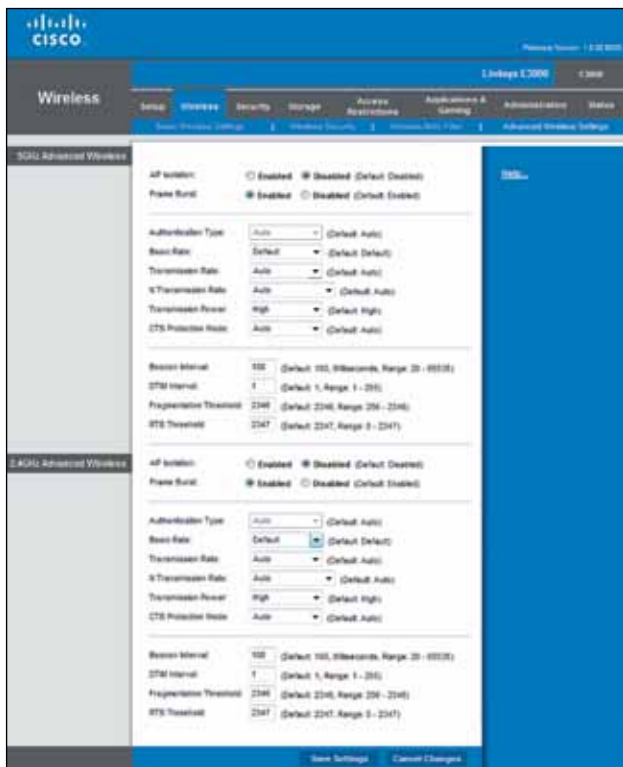 CISCO
Linksys E3000
Wireless
Setup Wireless Security Storage Access Restrictions Applications & Gaming Administration Status
Basic Wireless Settings | Wireless Security | Wireless MAC Filter | Advanced Wireless Settings
5GHz Advanced Wireless
Help...
AP Isolation: Enabled Disabled (Default: Disabled)
Frame Burst: Enabled Disabled (Default: Enabled)
Authentication Type: Auto (Default: Auto)
Basic Rate: Default (Default: Default)
Transmission Rate: Auto (Default: Auto)
N Transmission Rate: Auto (Default: Auto)
Transmission Power: High (Default: High)
CTS Protection Mode: Auto (Default: Auto)
Beacon Interval: 100 (Default: 100, Milliseconds, Range: 20 - 65535)
DTIM Interval: 1 (Default: 1, Range: 1 - 255)
Fragmentation Threshold: 2346 (Default: 2346, Range: 256 - 2346)
RTS Threshold: 2347 (Default: 2347, Range: 0 - 2347)
2.4GHz Advanced Wireless
AP Isolation: Enabled Disabled (Default: Disabled)
Frame Burst: Enabled Disabled (Default: Enabled)
Authentication Type: Auto (Default: Auto)
Basic Rate: Default (Default: Default)
Transmission Rate: Auto (Default: Auto)
N Transmission Rate: Auto (Default: Auto)
Transmission Power: High (Default: High)
CTS Protection Mode: Auto (Default: Auto)
Beacon Interval: 100 (Default: 100, Milliseconds, Range: 20 - 65535)
DTIM Interval: 1 (Default: 1, Range: 1 - 255)
Fragmentation Threshold: 2346 (Default: 2346, Range: 256 - 2346)
RTS Threshold: 2347 (Default: 2347, Range: 0 - 2347)
Save Settings Cancel Changes